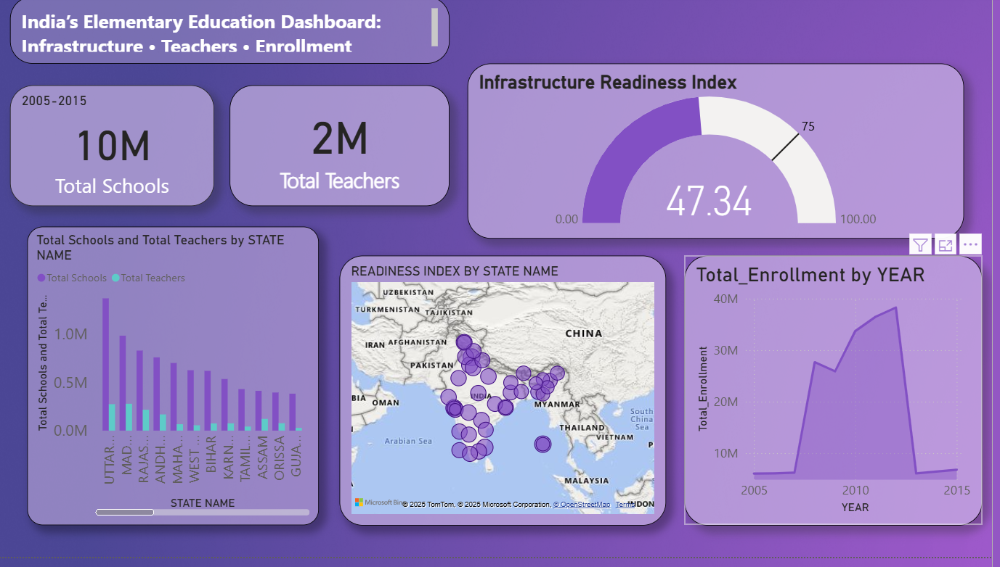 India’s Elementary Education Dashboard:
Infrastructure • Teachers • Enrollment
2005-2015
10M
Total Schools
2M
Total Teachers
Infrastructure Readiness Index
75
47.34
0.00
100.00
Total Schools and Total Teachers by STATE
NAME
Total Schools Total Teachers
Total Schools and Total Te...
1.0M
0.5M
0.0M
UTTAR...
MAD...
RAJAS...
ANDH...
MAHA...
WEST ...
BIHAR
KARN...
TAMIL...
ASSAM
ORISSA
GUJA...
STATE NAME
READINESS INDEX BY STATE NAME
UZBEKISTAN
TURKMENISTAN
TAJIKISTAN
CHINA
IRAN
AFGHANISTAN
PAKISTAN
BIA
OMAN
INDIA
MYANMAR
South
China
Sea
THAILAND
VIETNAM
P
Arabian Sea
MALAYSIA
INDON
Microsoft Bing
© 2025 TomTom, © 2025 Microsoft Corporation, © OpenStreetMap Terms
Total_Enrollment by YEAR
Total_Enrollment
40M
30M
20M
10M
2005
2010
2015
YEAR